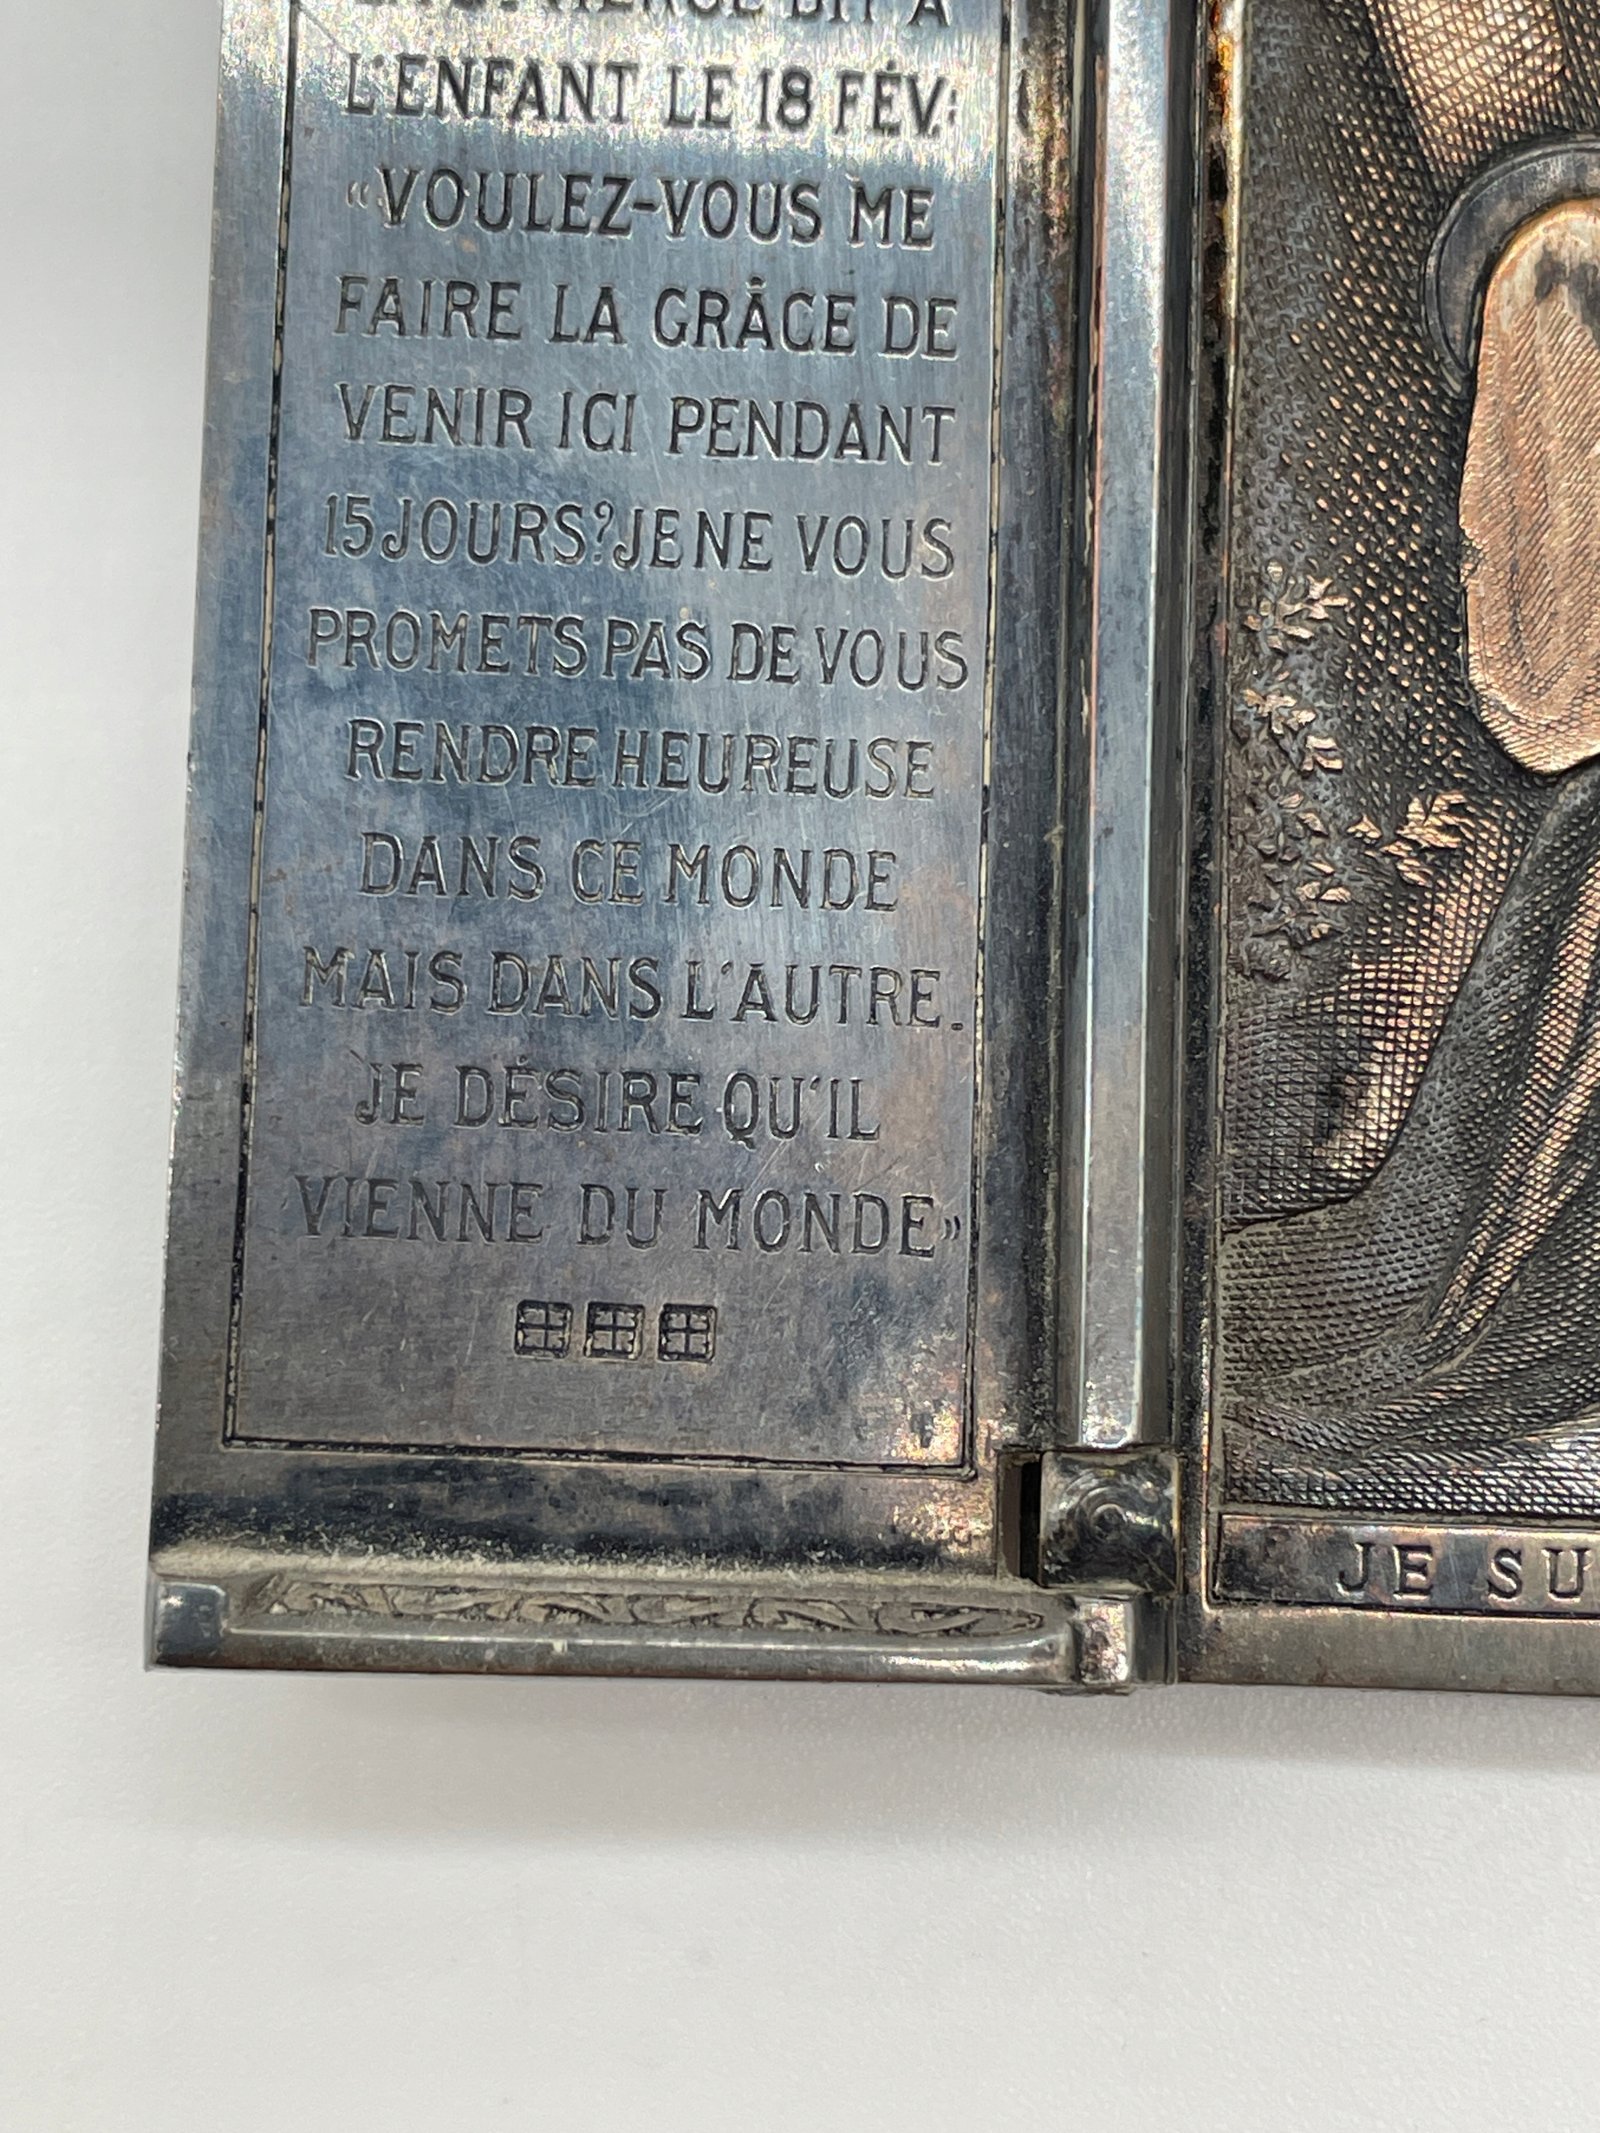 VIERGE DIT À
L'ENFANT LE 18 FÉV:
«VOULEZ-VOUS ME
FAIRE LA GRÂCE DE
VENIR ICI PENDANT
15 JOURS? JE NE VOUS
PROMETS PAS DE VOUS
RENDRE HEUREUSE
DANS CE MONDE
MAIS DANS L'AUTRE.
JE DÉSIRE QU'IL
VIENNE DU MONDE»
JE SU